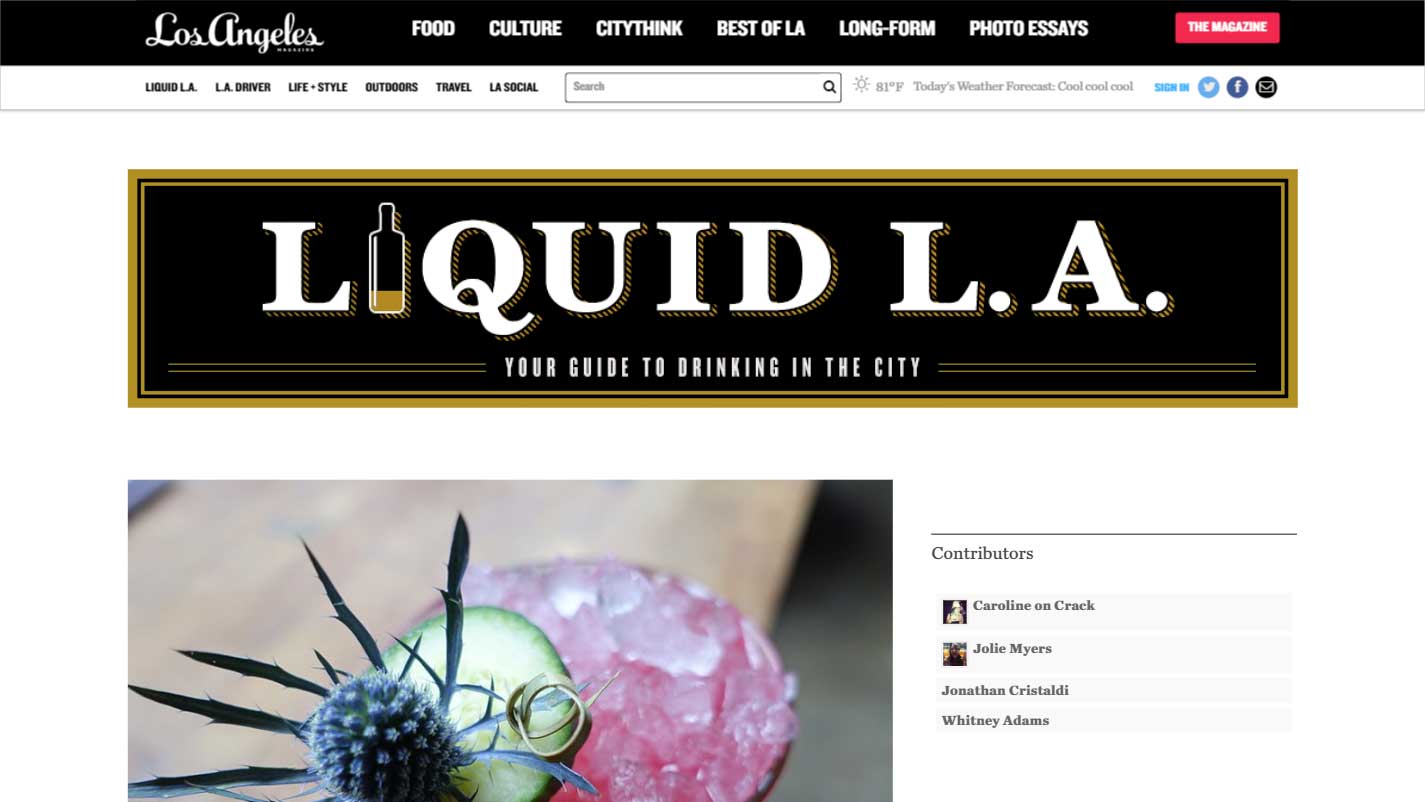 Los Angeles
MAGAZINE
FOOD CULTURE CITYTHINK BEST OF LA LONG-FORM PHOTO ESSAYS THE MAGAZINE
LIQUID L.A. L.A. DRIVER LIFE + STYLE OUTDOORS TRAVEL LA SOCIAL Search 81°F Today's Weather Forecast: Cool cool cool SIGN IN
LIQUID L.A.
YOUR GUIDE TO DRINKING IN THE CITY
Contributors
Caroline on Crack
Jolie Myers
Jonathan Cristaldi
Whitney Adams